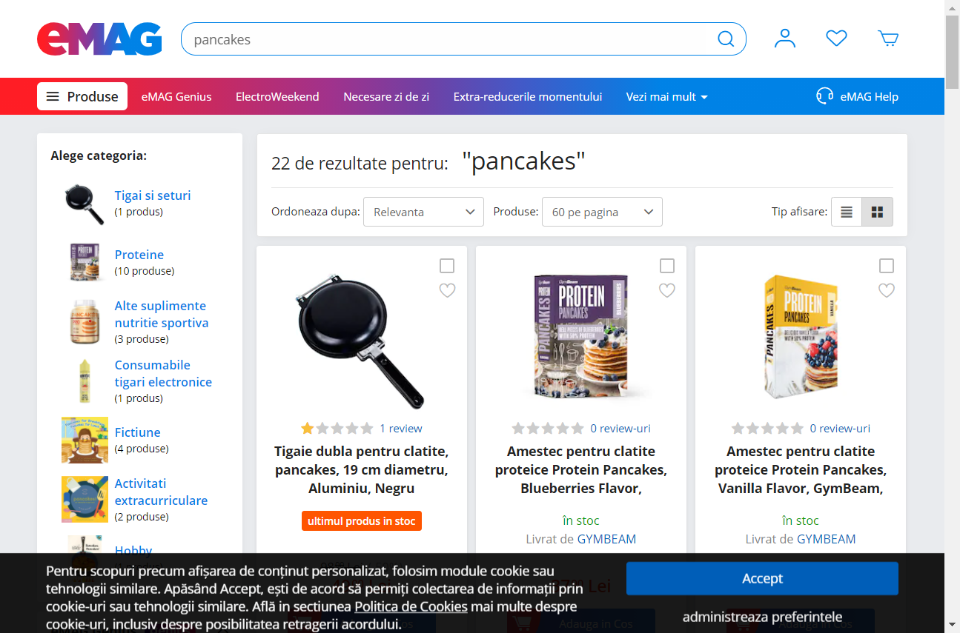 eMAG
pancakes
Produse
eMAG Genius
ElectroWeekend
Necesare zi de zi
Extra-reducerile momentului
Vezi mai mult
eMAG Help
Alege categoria:
Tigai si seturi
(1 produs)
Proteine
(10 produse)
Alte suplimente
nutritie sportiva
(3 produse)
Consumabile
tigari electronice
(1 produs)
Fictiune
(4 produse)
Activitati
extracurriculare
(2 produse)
Hobby
22 de rezultate pentru: "pancakes"
Ordoneaza dupa: Relevanta
Produse: 60 pe pagina
Tip afisare:
1 review
Tigaie dubla pentru clatite,
pancakes, 19 cm diametru,
Aluminiu, Negru
ultimul produs in stoc
PROTEIN
PANCAKES
0 review-uri
Amestec pentru clatite
proteice Protein Pancakes,
Blueberries Flavor,
în stoc
Livrat de GYMBEAM
PROTEIN
PANCAKES
0 review-uri
Amestec pentru clatite
proteice Protein Pancakes,
Vanilla Flavor, GymBeam,
în stoc
Livrat de GYMBEAM
Pentru scopuri precum afișarea de conținut personalizat, folosim module cookie sau
tehnologii similare. Apăsând Accept, ești de acord să permiți colectarea de informații prin
cookie-uri sau tehnologii similare. Află in sectiunea Politica de Cookies mai multe despre
cookie-uri, inclusiv despre posibilitatea retragerii acordului.
Accept
administreaza preferintele